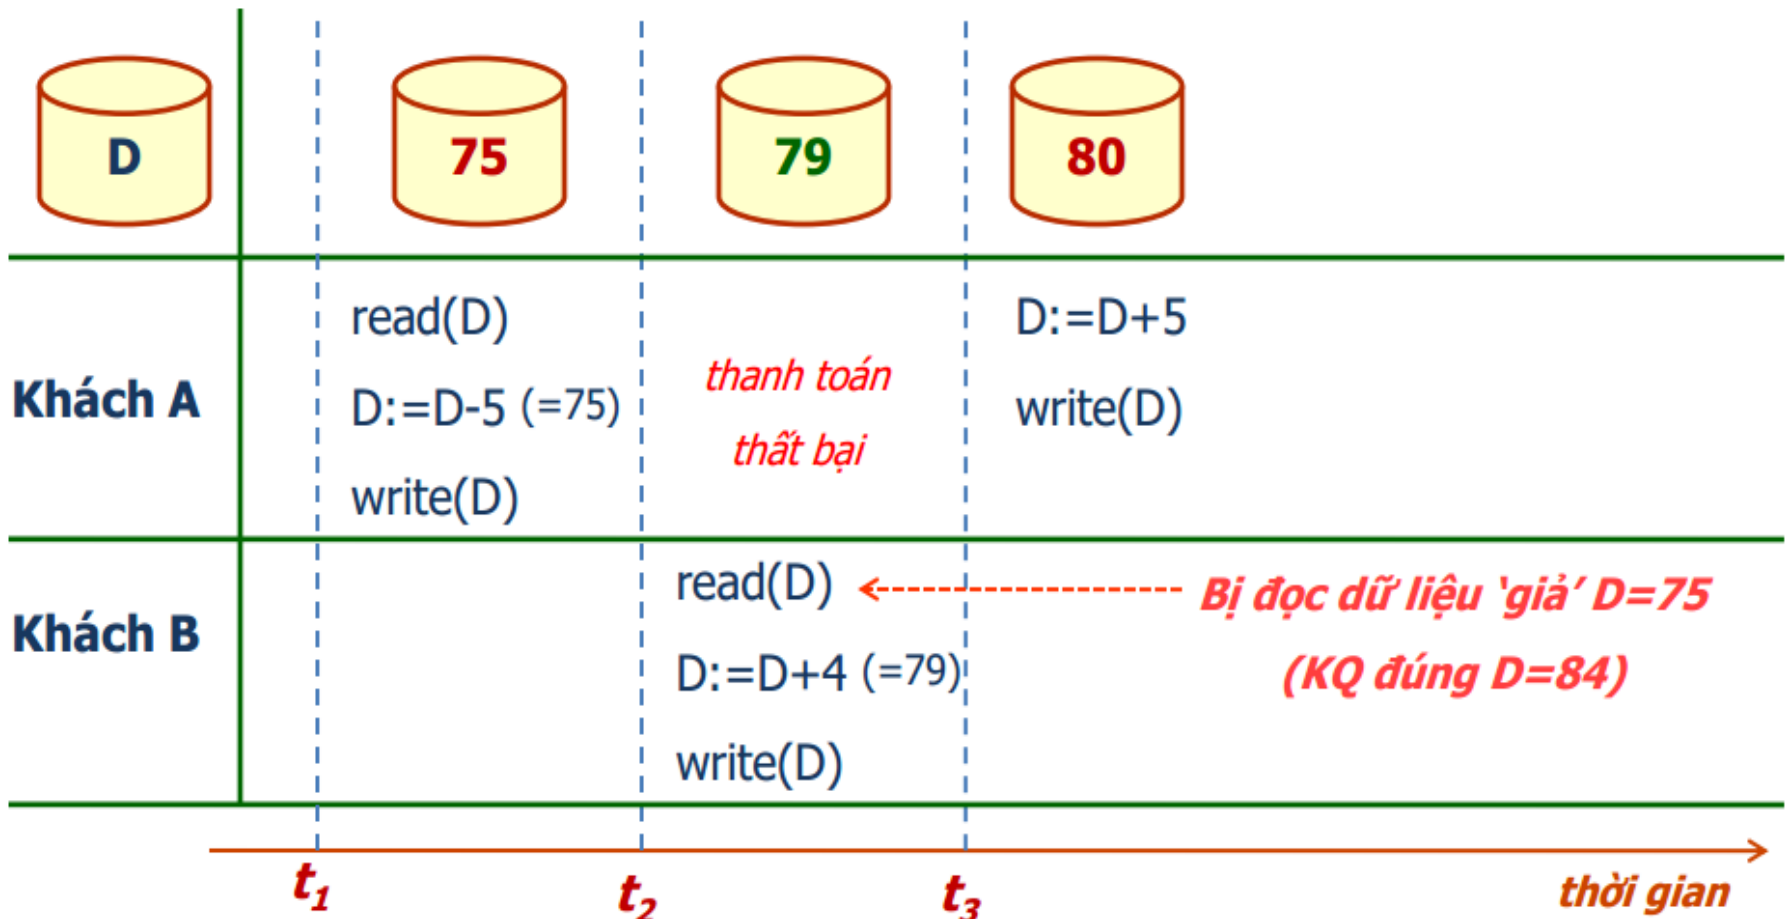 D
75
79
80
Khách A
read(D)
D:=D-5 (=75)
write(D)
thanh toán
thất bại
D:=D+5
write(D)
Khách B
read(D)
D:=D+4 (=79)
write(D)
Bị đọc dữ liệu ‘giả’ D=75
(KQ đúng D=84)
t1
t2
t3
thời gian